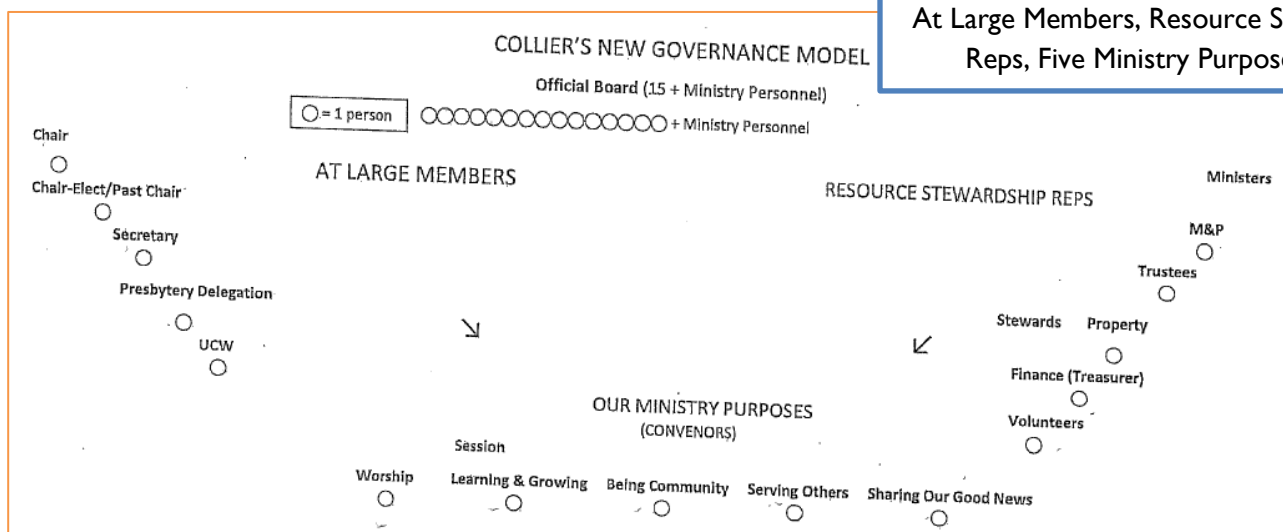 At Large Members, Resource S
Reps, Five Ministry Purpos
COLLIER'S NEW GOVERNANCE MODEL
Official Board (15 + Ministry Personnel)
= 1 person
+ Ministry Personnel
AT LARGE MEMBERS
Chair
Chair-Elect/Past Chair
Secretary
Presbytery Delegation
UCW
RESOURCE STEWARDSHIP REPS
Ministers
M&P
Trustees
Stewards Property
Finance (Treasurer)
Volunteers
OUR MINISTRY PURPOSES
(CONVENORS)
Session
Worship
Learning & Growing
Being Community
Serving Others
Sharing Our Good News